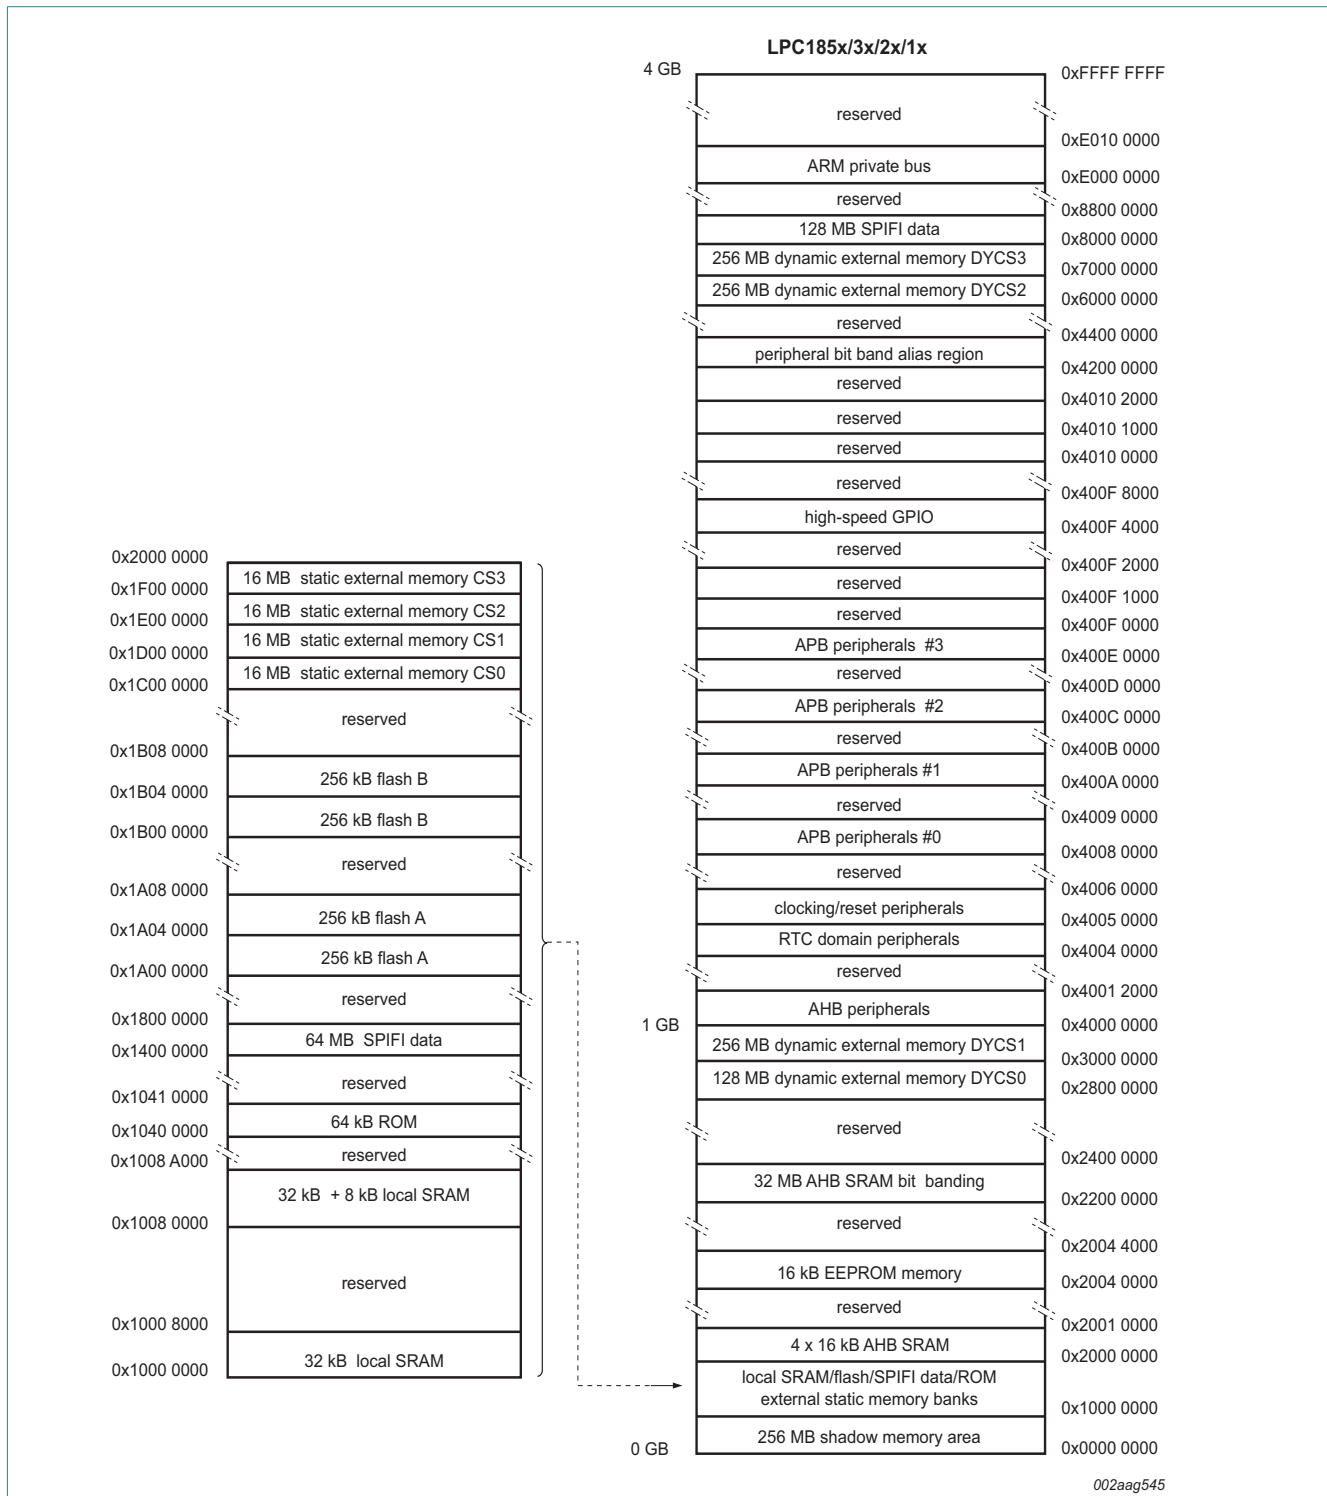 LPC185x/3x/2x/1x
4 GB
0xFFFF FFFF
reserved
0xE010 0000
ARM private bus
0xE000 0000
reserved
0x8800 0000
128 MB SPIFI data
0x8000 0000
256 MB dynamic external memory DYCS3
0x7000 0000
256 MB dynamic external memory DYCS2
0x6000 0000
reserved
0x4400 0000
peripheral bit band alias region
0x4200 0000
reserved
0x4010 2000
reserved
0x4010 1000
reserved
0x4010 0000
reserved
0x400F 8000
high-speed GPIO
0x400F 4000
reserved
0x400F 2000
reserved
0x400F 1000
reserved
0x400F 0000
APB peripherals #3
0x400E 0000
reserved
0x400D 0000
APB peripherals #2
0x400C 0000
reserved
0x400B 0000
APB peripherals #1
0x400A 0000
reserved
0x4009 0000
APB peripherals #0
0x4008 0000
reserved
0x4006 0000
clocking/reset peripherals
0x4005 0000
RTC domain peripherals
0x4004 0000
reserved
0x4001 2000
AHB peripherals
1 GB
0x4000 0000
256 MB dynamic external memory DYCS1
0x3000 0000
128 MB dynamic external memory DYCS0
0x2800 0000
reserved
0x2400 0000
32 MB AHB SRAM bit banding
0x2200 0000
reserved
0x2004 4000
16 kB EEPROM memory
0x2004 0000
reserved
0x2001 0000
4 x 16 kB AHB SRAM
0x2000 0000
local SRAM/flash/SPIFI data/ROM
external static memory banks
0x1000 0000
256 MB shadow memory area
0 GB
0x0000 0000
0x2000 0000
16 MB static external memory CS3
0x1F00 0000
16 MB static external memory CS2
0x1E00 0000
16 MB static external memory CS1
0x1D00 0000
16 MB static external memory CS0
0x1C00 0000
reserved
0x1B08 0000
256 kB flash B
0x1B04 0000
256 kB flash B
0x1B00 0000
reserved
0x1A08 0000
256 kB flash A
0x1A04 0000
256 kB flash A
0x1A00 0000
reserved
0x1800 0000
64 MB SPIFI data
0x1400 0000
reserved
0x1041 0000
64 kB ROM
0x1040 0000
reserved
0x1008 A000
32 kB + 8 kB local SRAM
0x1008 0000
reserved
0x1000 8000
32 kB local SRAM
0x1000 0000
002aag545